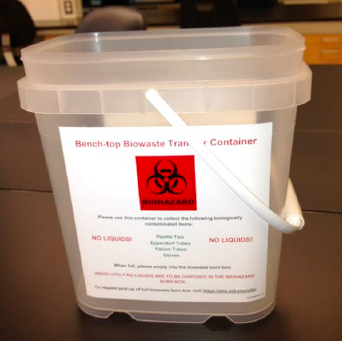 Bench-top Biowaste Transfer Container
BIOHAZARD
Please use this container to collect the following biologically
contaminated items:
NO LIQUIDS!
Pipette Tips
Eppendorf Tubes
Falcon Tubes
Gloves
NO LIQUIDS!
When full, please empty into the biowaste burn box.
ABSOLUTELY NO LIQUIDS ARE TO BE DISPOSED IN THE BIOHAZARD
BURN BOX.
To request pick up of full biowaste burn box visit